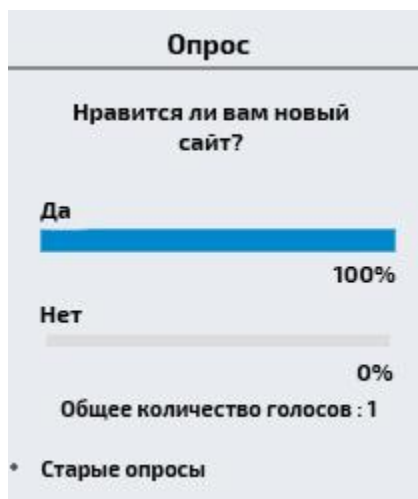 Опрос
Нравится ли вам новый
сайт?
Да
100%
Нет
0%
Общее количество голосов : 1
Старые опросы